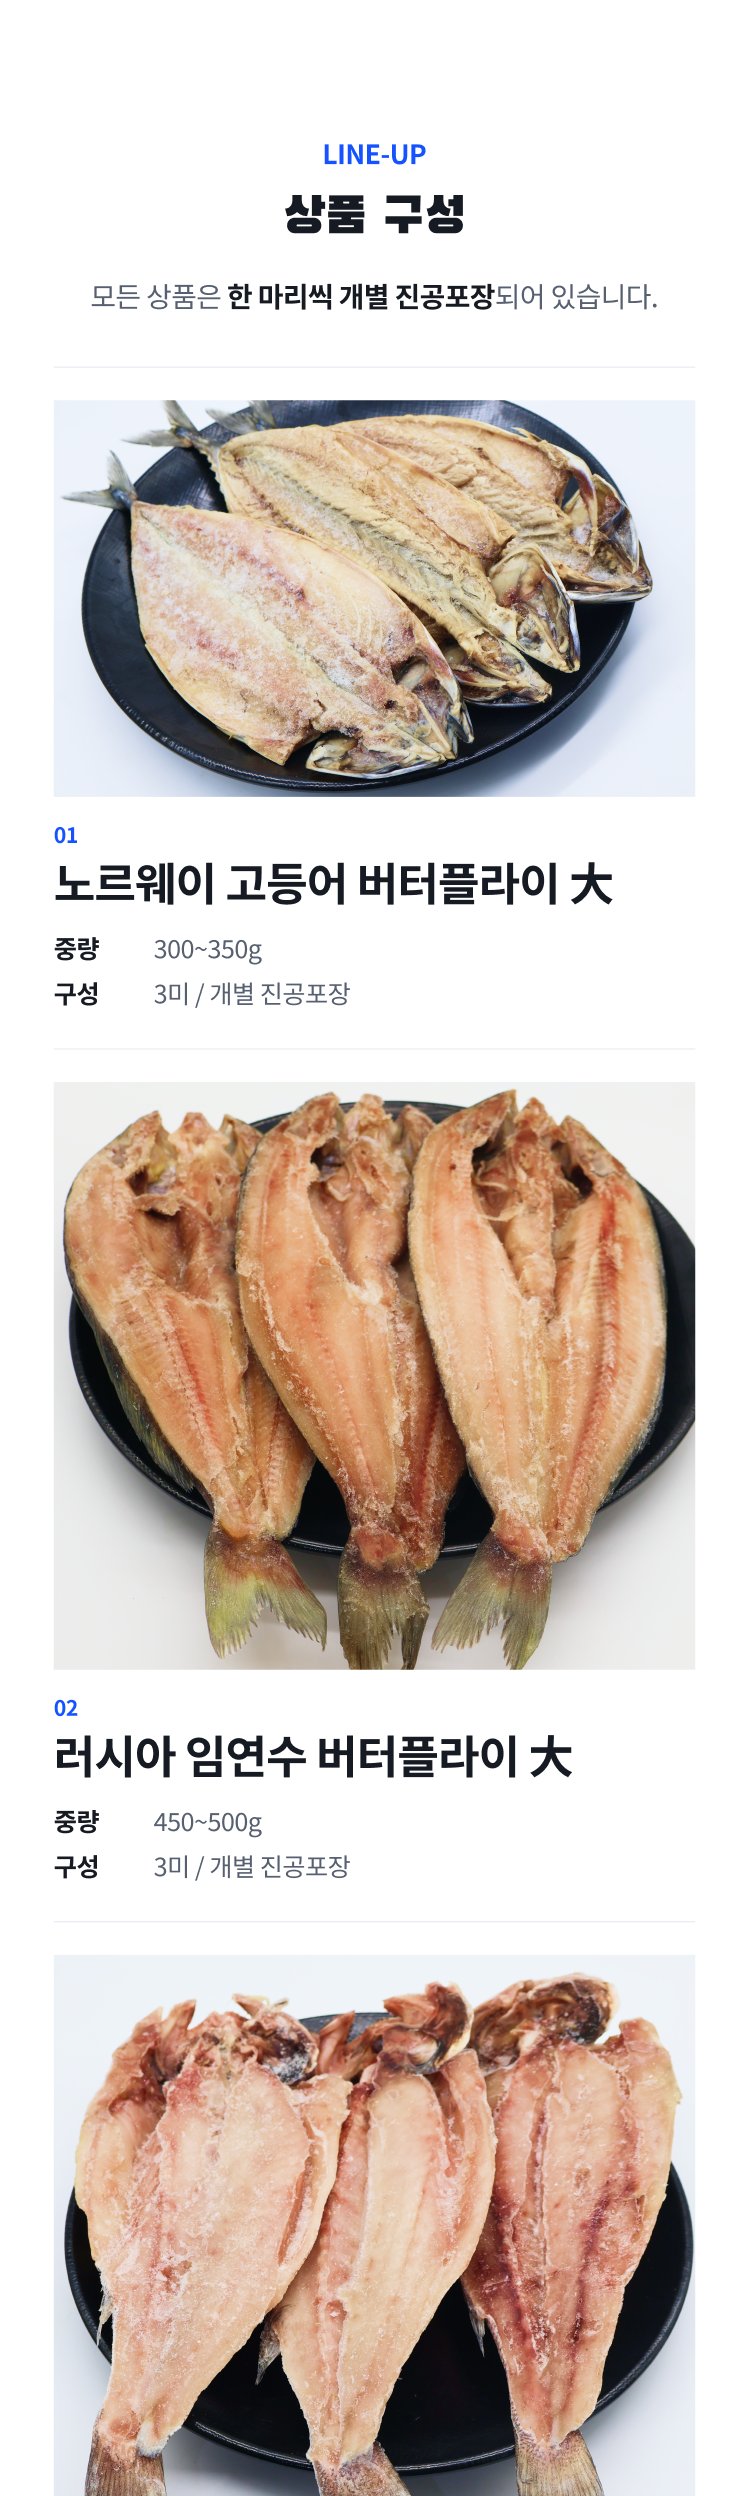 LINE-UP
상품 구성
모든 상품은 한 마리씩 개별 진공포장되어 있습니다.
01
노르웨이 고등어 버터플라이 大
중량 300~350g
구성 3미 / 개별 진공포장
02
러시아 임연수 버터플라이 大
중량 450~500g
구성 3미 / 개별 진공포장